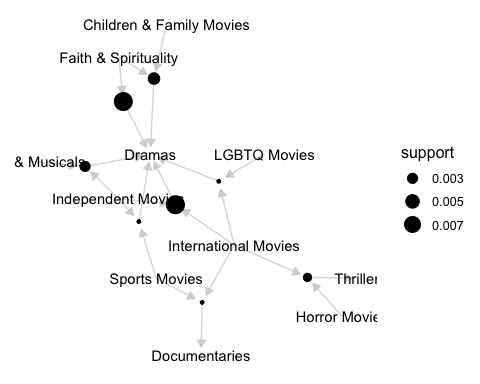 Children & Family Movies
Faith & Spirituality
Dramas
LGBTQ Movies
& Musicals
Independent Movies
International Movies
Sports Movies
Thriller
Horror Movie
Documentaries
support
0.003
0.005
0.007